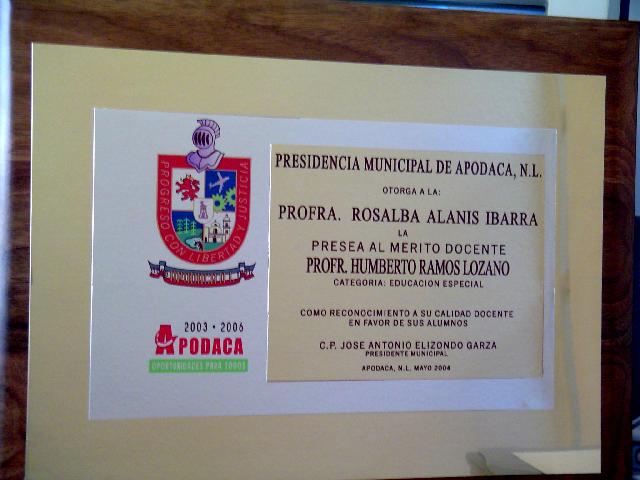 PROGRESO CON LIBERTAD Y JUSTICIA
2003 - 2006
APODACA
OPORTUNIDADES PARA TODOS
PRESIDENCIA MUNICIPAL DE APODACA, N.L.
OTORGA A LA:
PROFRA. ROSALBA ALANIS IBARRA
LA
PRESEA AL MERITO DOCENTE
PROFR. HUMBERTO RAMOS LOZANO
CATEGORIA: EDUCACION ESPECIAL
COMO RECONOCIMIENTO A SU CALIDAD DOCENTE
EN FAVOR DE SUS ALUMNOS
C.P. JOSE ANTONIO ELIZONDO GARZA
PRESIDENTE MUNICIPAL
APODACA, N.L. MAYO 2004